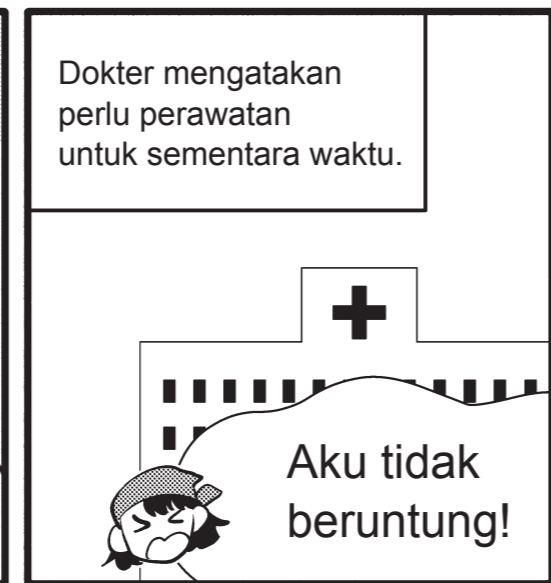 Dokter mengatakan
perlu perawatan
untuk sementara waktu.
Aku tidak
beruntung!